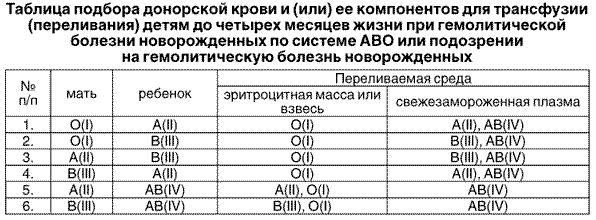 Таблица подбора донорской крови и (или) ее компонентов для трансфузии
(переливания) детям до четырех месяцев жизни при гемолитической
болезни новорожденных по системе АВО или подозрении
на гемолитическую болезнь новорожденных
№ п/п мать ребенок Переливаемая среда
эритроцитная масса или взвесь свежезамороженная плазма
1. O(I) A(II) O(I) A(II), AB(IV)
2. O(I) B(III) O(I) B(III), AB(IV)
3. A(II) B(III) O(I) B(III), AB(IV)
4. B(III) A(II) O(I) A(II), AB(IV)
5. A(II) AB(IV) A(II), O(I) AB(IV)
6. B(III) AB(IV) B(III), O(I) AB(IV)